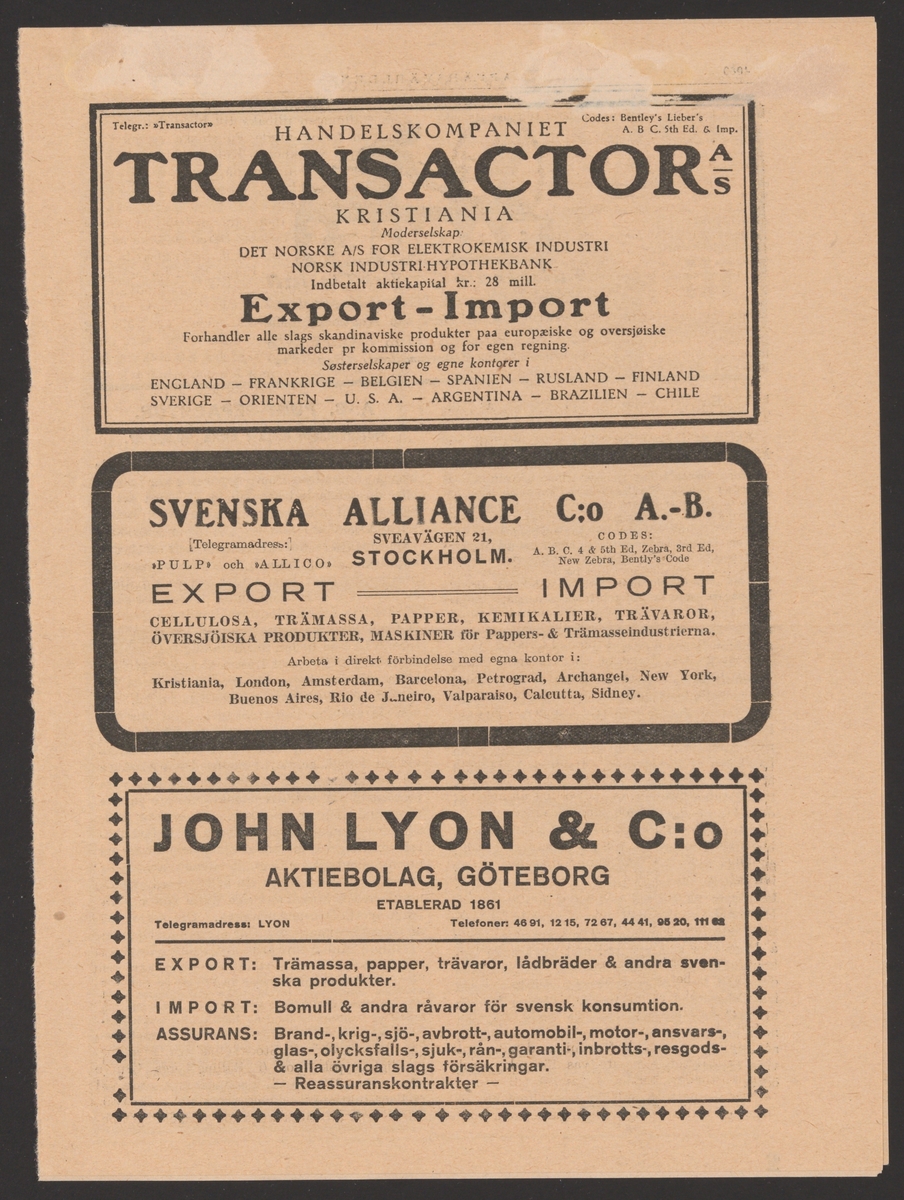 Telegr.: »Transactor»
Codes: Bentley's Lieber's
A. B C. 5th Ed. & Imp.
HANDELSKOMPANIET
TRANSACTOR A/S
KRISTIANIA
Moderselskap:
DET NORSKE A/S FOR ELEKTROKEMISK INDUSTRI
NORSK INDUSTRI-HYPOTHEKBANK
Indbetalt aktiekapital kr.: 28 mill.
Export-Import
Forhandler alle slags skandinaviske produkter paa europæiske og oversjøiske
markeder pr kommission og for egen regning.
Søsterselskaper og egne kontorer i
ENGLAND – FRANKRIGE – BELGIEN – SPANIEN – RUSLAND – FINLAND
SVERIGE – ORIENTEN – U. S. A. – ARGENTINA – BRAZILIEN – CHILE
SVENSKA ALLIANCE C:o A.-B.
[Telegramadress:]
»PULP» och »ALLICO»
SVEAVÄGEN 21,
STOCKHOLM.
CODES:
A. B. C. 4 & 5th Ed, Zebra, 3rd Ed,
New Zebra, Bently's Code
EXPORT IMPORT
CELLULOSA, TRÄMASSA, PAPPER, KEMIKALIER, TRÄVAROR,
ÖVERSJÖISKA PRODUKTER, MASKINER för Pappers- & Trämasseindustrierna.
Arbeta i direkt förbindelse med egna kontor i:
Kristiania, London, Amsterdam, Barcelona, Petrograd, Archangel, New York,
Buenos Aires, Rio de Janeiro, Valparaiso, Calcutta, Sidney.
JOHN LYON & C:o
AKTIEBOLAG, GÖTEBORG
ETABLERAD 1861
Telegramadress: LYON
Telefoner: 46 91, 12 15, 72 67, 44 41, 95 20, 111 62
EXPORT: Trämassa, papper, trävaror, lådbräder & andra sven-
ska produkter.
IMPORT: Bomull & andra råvaror för svensk konsumtion.
ASSURANS: Brand-, krig-, sjö-, avbrott-, automobil-, motor-, ansvars-,
glas-, olycksfalls-, sjuk-, rån-, garanti-, inbrotts-, resgods-
& alla övriga slags försäkringar.
— Reassuranskontrakter —